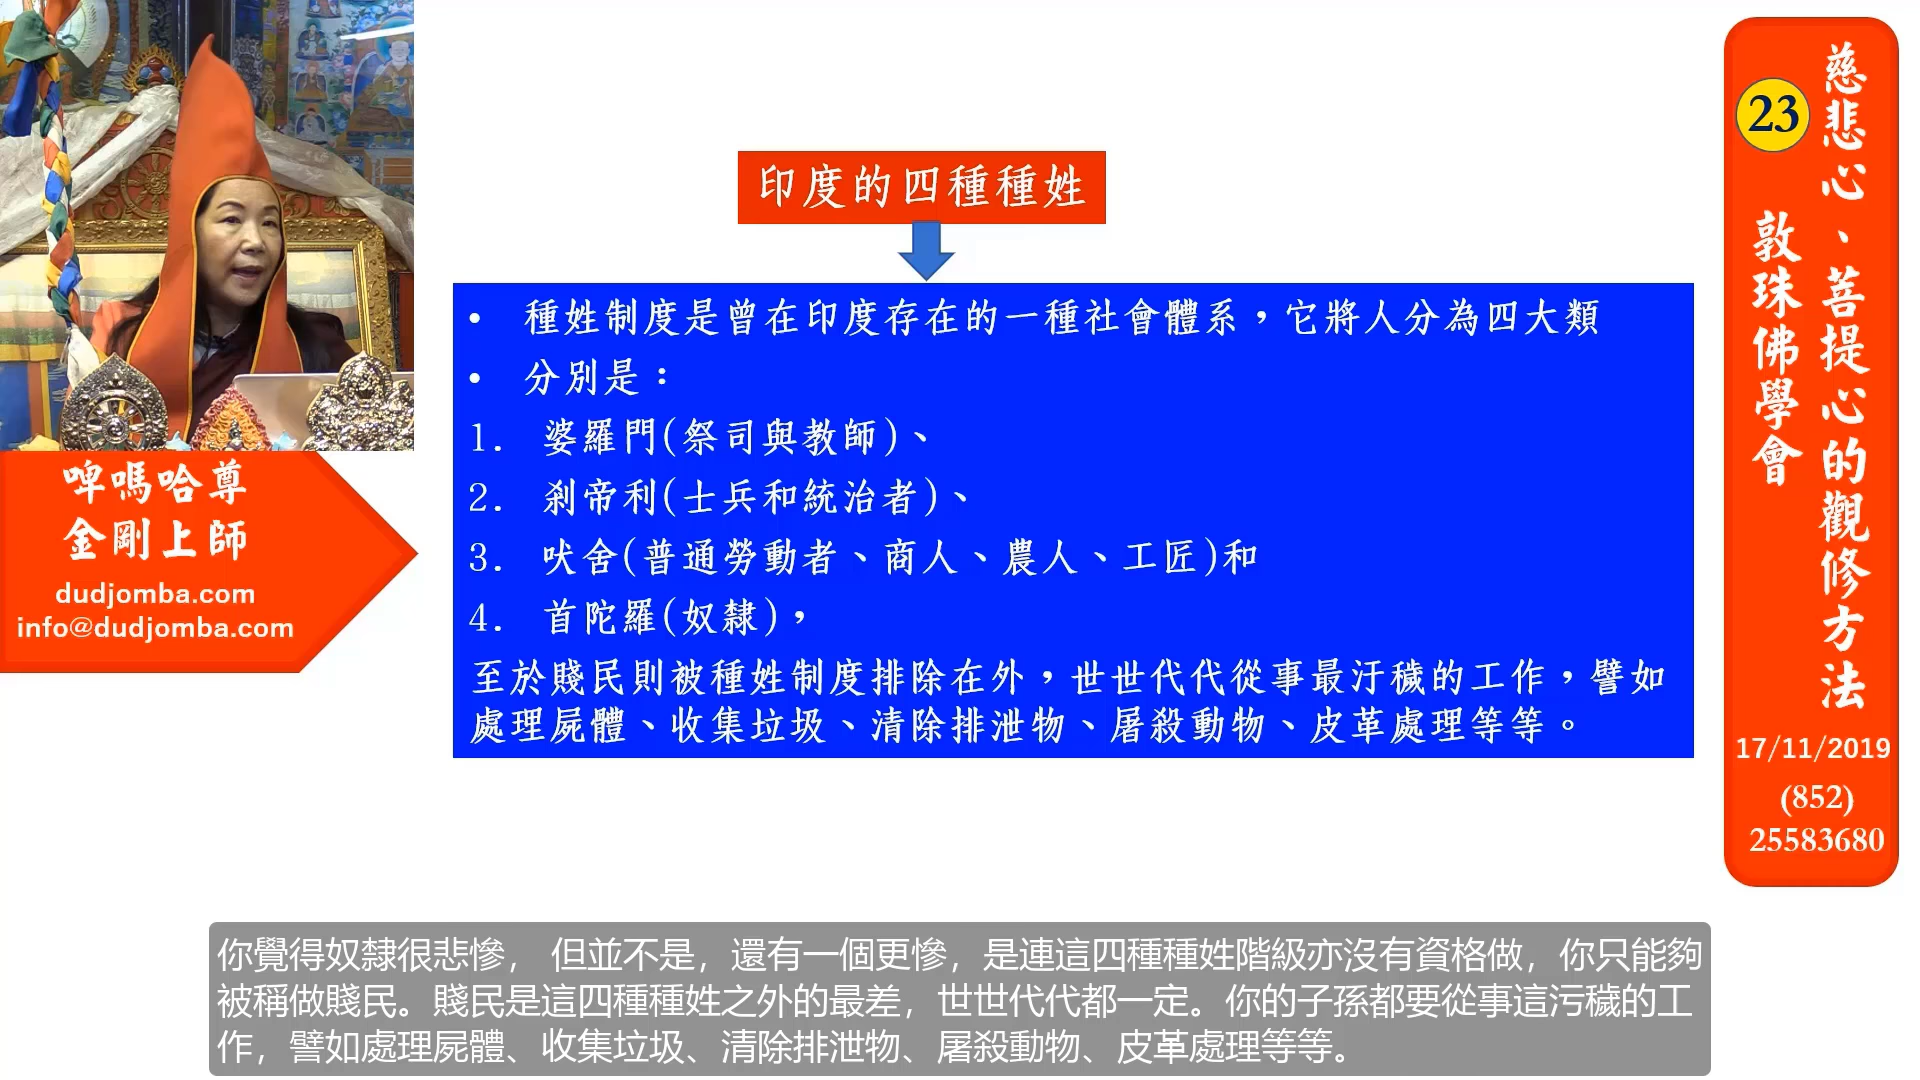 印度的四種種姓
• 種姓制度是曾在印度存在的一種社會體系，它將人分為四大類
• 分別是：
1. 婆羅門(祭司與教師)、
2. 剎帝利(士兵和統治者)、
3. 吠舍(普通勞動者、商人、農人、工匠)和
4. 首陀羅(奴隸)，
至於賤民則被種姓制度排除在外，世世代代從事最汙穢的工作，譬如
處理屍體、收集垃圾、清除排泄物、屠殺動物、皮革處理等等。
啤嗎哈尊
金剛上師
dudjomba.com
info@dudjomba.com
慈悲心、菩提心的觀修方法
23
敦珠佛學會
17/11/2019
(852)
25583680
你覺得奴隸很悲慘， 但並不是，還有一個更慘，是連這四種種姓階級亦沒有資格做，你只能夠
被稱做賤民。賤民是這四種種姓之外的最差，世世代代都一定。你的子孫都要從事這污穢的工
作，譬如處理屍體、收集垃圾、清除排泄物、屠殺動物、皮革處理等等。